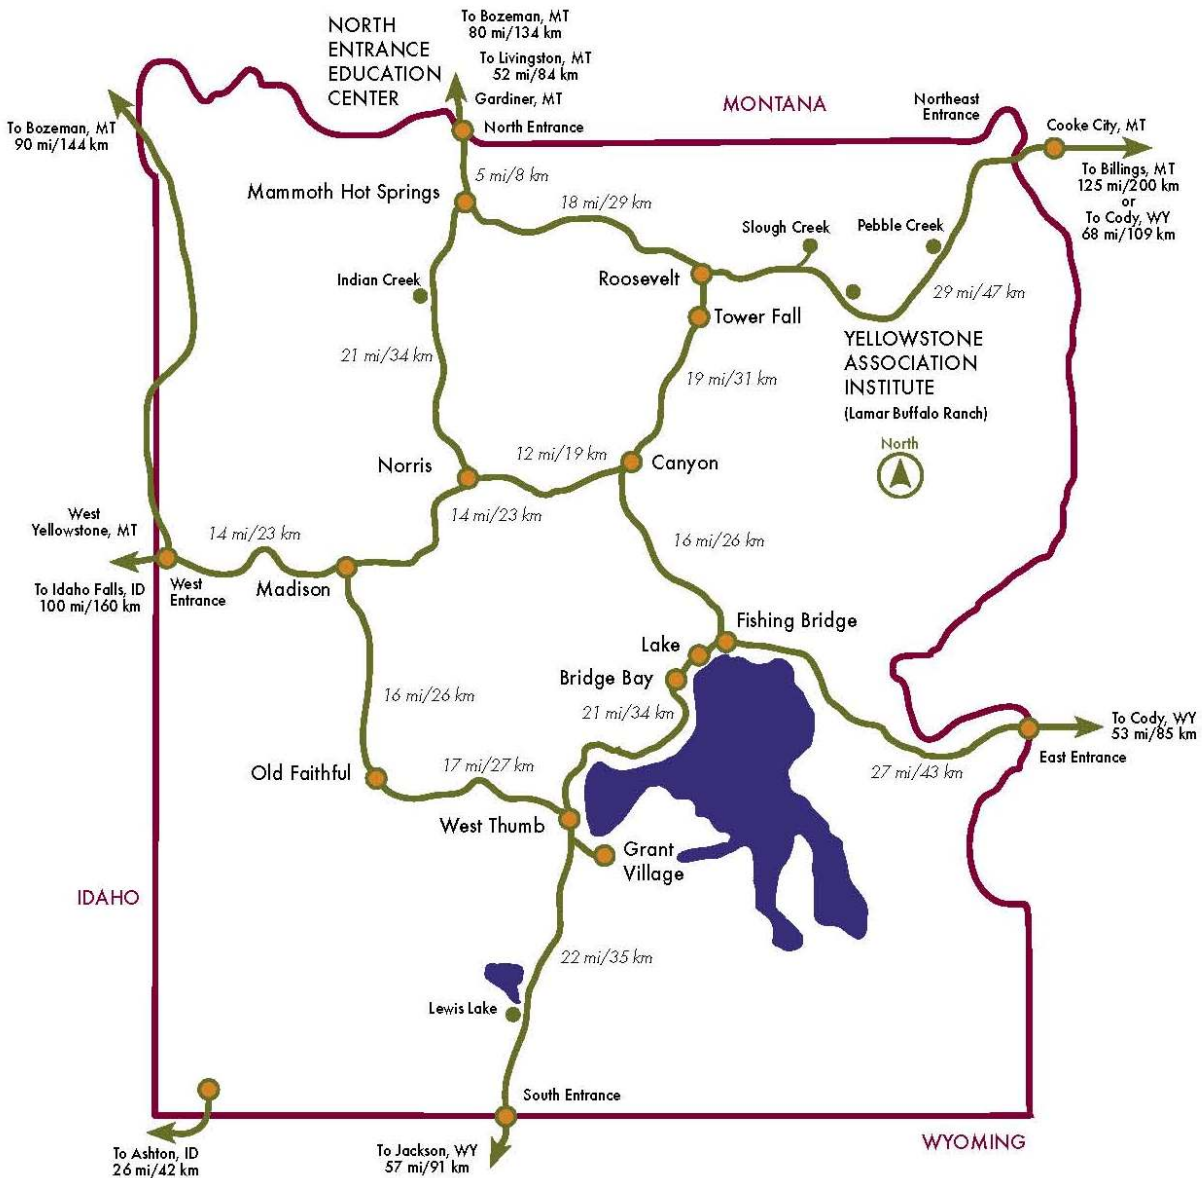 NORTH
ENTRANCE
EDUCATION
CENTER
To Bozeman, MT
80 mi/134 km
To Livingston, MT
52 mi/84 km
Gardiner, MT
North Entrance
MONTANA
Northeast
Entrance
Cooke City, MT
To Billings, MT
125 mi/200 km
or
To Cody, WY
68 mi/109 km
To Bozeman, MT
90 mi/144 km
5 mi/8 km
Mammoth Hot Springs
18 mi/29 km
Slough Creek
Pebble Creek
Indian Creek
Roosevelt
29 mi/47 km
Tower Fall
21 mi/34 km
19 mi/31 km
YELLOWSTONE
ASSOCIATION
INSTITUTE
(Lamar Buffalo Ranch)
North
Norris
12 mi/19 km
Canyon
14 mi/23 km
West
Yellowstone, MT
14 mi/23 km
16 mi/26 km
To Idaho Falls, ID
100 mi/160 km
West
Entrance
Madison
Fishing Bridge
Lake
Bridge Bay
16 mi/26 km
21 mi/34 km
To Cody, WY
53 mi/85 km
East Entrance
27 mi/43 km
Old Faithful
17 mi/27 km
West Thumb
Grant
Village
IDAHO
22 mi/35 km
Lewis Lake
South Entrance
To Ashton, ID
26 mi/42 km
To Jackson, WY
57 mi/91 km
WYOMING